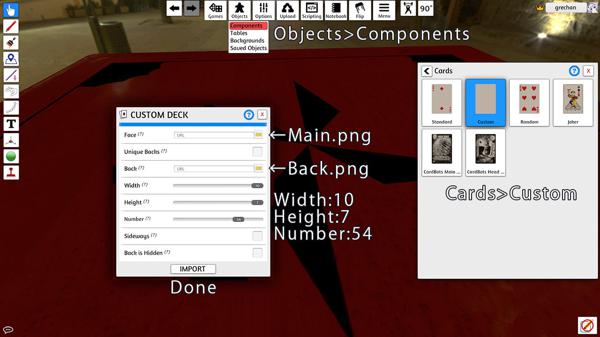 Games
Objects
Options
Upload
Scripting
Notebook
Flip
Menu
90°
grechan
Components
Tables
Backgrounds
Saved Objects
Objects>Components
Cards
Standard
Custom
Random
Joker
CardBots Main ...
CardBots Head ...
Cards>Custom
CUSTOM DECK
Face (?)
URL
←Main.png
Unique Backs
Back (?)
URL
←Back.png
Width (?)
Height (?)
Number (?)
Width:10
Height:7
Number:54
Sideways (?)
Back is Hidden (?)
IMPORT
Done